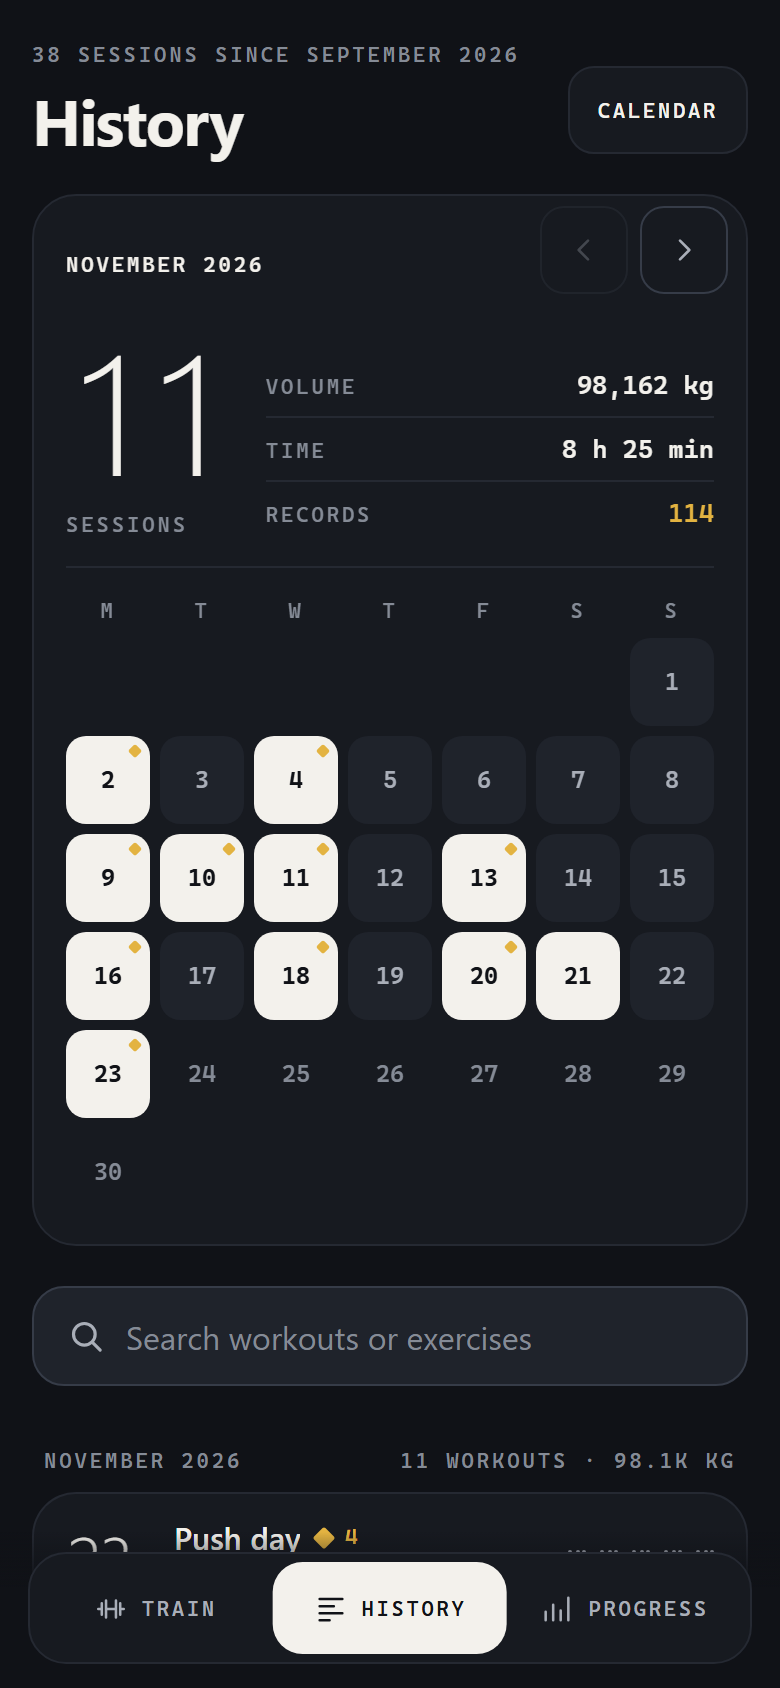 38 SESSIONS SINCE SEPTEMBER 2026
History
CALENDAR
NOVEMBER 2026
11
SESSIONS
VOLUME 98,162 kg
TIME 8 h 25 min
RECORDS 114
M T W T F S S
1
2 3 4 5 6 7 8
9 10 11 12 13 14 15
16 17 18 19 20 21 22
23 24 25 26 27 28 29
30
Search workouts or exercises
NOVEMBER 2026 11 WORKOUTS · 98.1K KG
Push day 4
TRAIN HISTORY PROGRESS